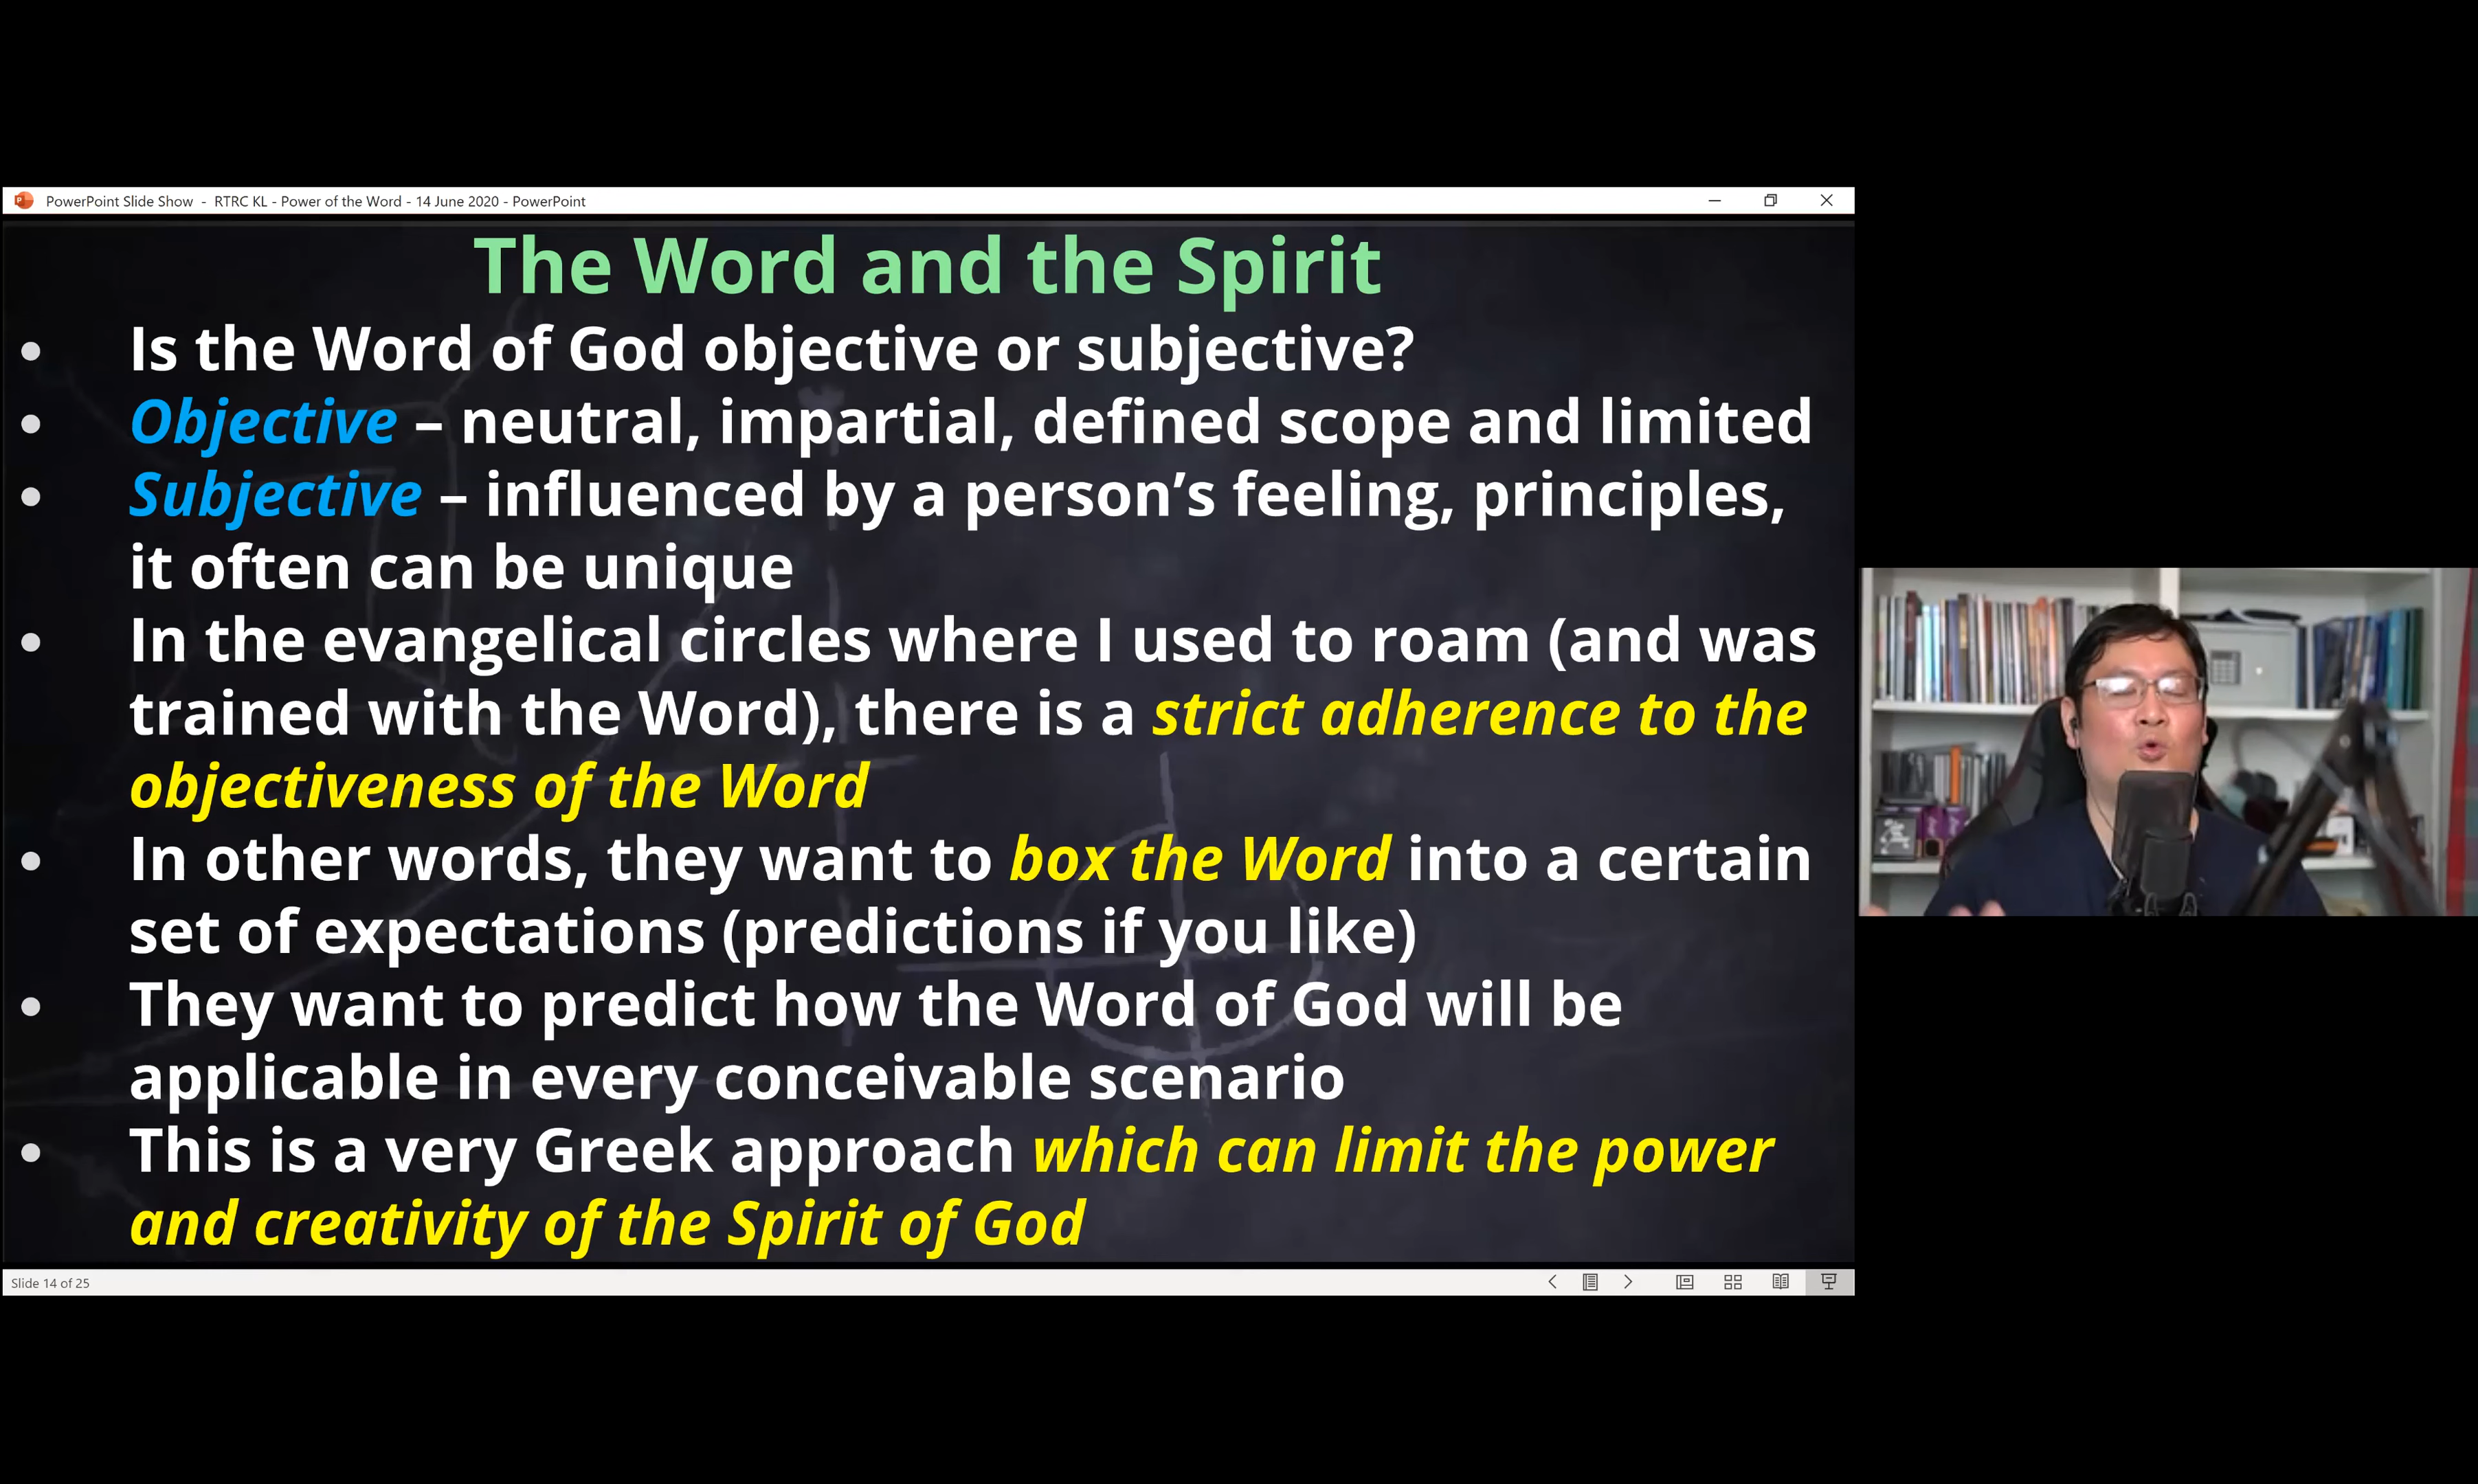 PowerPoint Slide Show - RTRC KL - Power of the Word - 14 June 2020 - PowerPoint
The Word and the Spirit
• Is the Word of God objective or subjective?
• Objective – neutral, impartial, defined scope and limited
• Subjective – influenced by a person’s feeling, principles,
it often can be unique
• In the evangelical circles where I used to roam (and was
trained with the Word), there is a strict adherence to the
objectiveness of the Word
• In other words, they want to box the Word into a certain
set of expectations (predictions if you like)
• They want to predict how the Word of God will be
applicable in every conceivable scenario
• This is a very Greek approach which can limit the power
and creativity of the Spirit of God
Slide 14 of 25